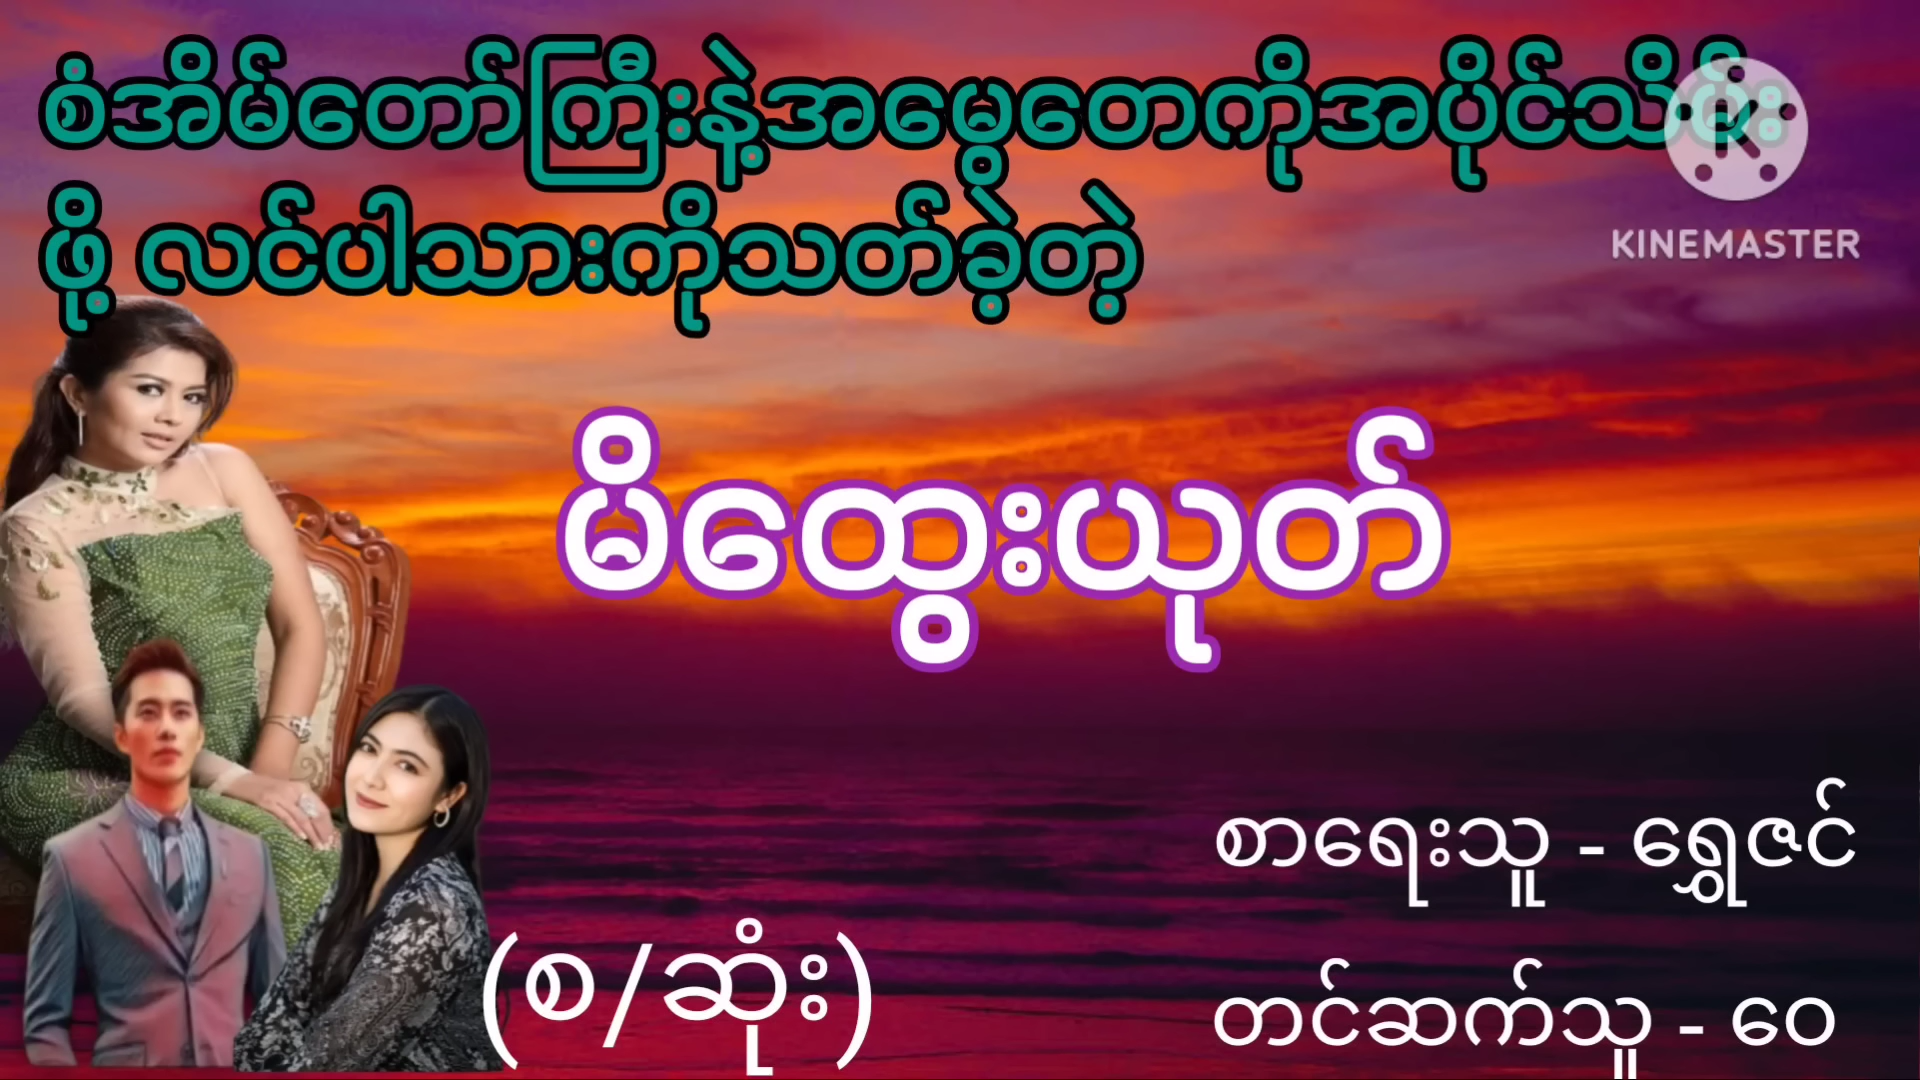 စံအိမ်တော်ကြီးနဲ့အမွေတေကိုအပိုင်သိမ်း
ဖို့ လင်ပါသားကိုသတ်ခဲ့တဲ့
KINEMASTER
မိထွေးယုတ်
စာရေးသူ - ရွှေဇင်
(စ/ဆုံး)
တင်ဆက်သူ - ဝေ